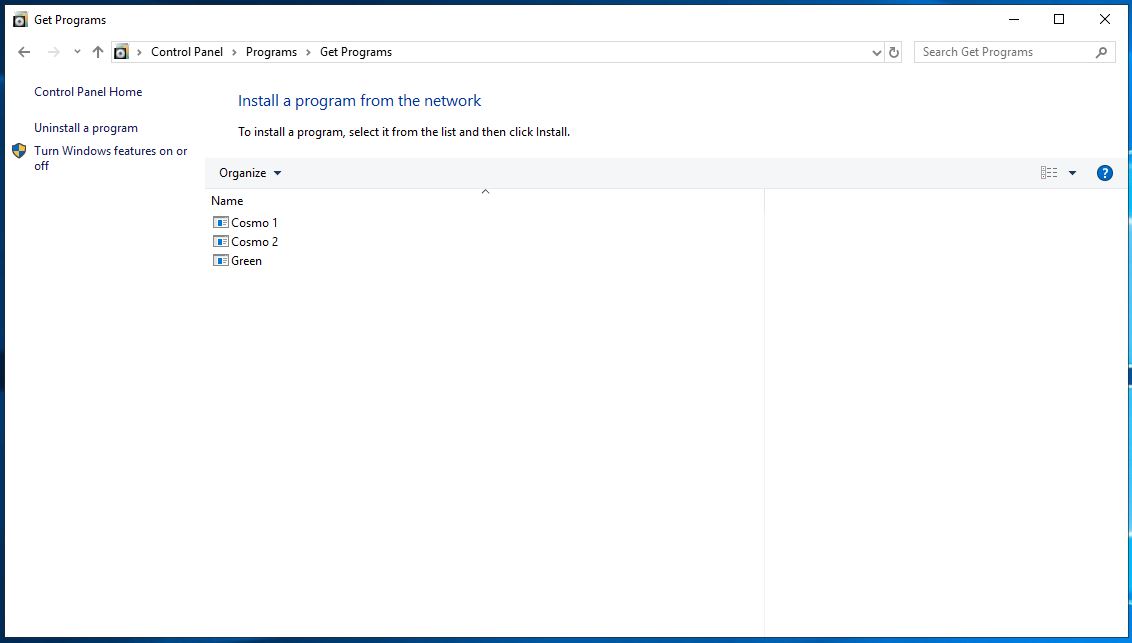 Get Programs
Control Panel > Programs > Get Programs
Search Get Programs
Control Panel Home
Uninstall a program
Turn Windows features on or
off
Install a program from the network
To install a program, select it from the list and then click Install.
Organize
?
Name
Cosmo 1
Cosmo 2
Green